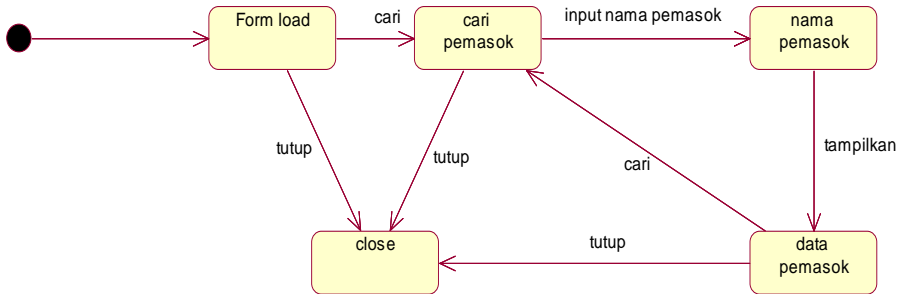 Form load
cari
cari
pemasok
input nama pemasok
nama
pemasok
tutup
tutup
cari
tampilkan
close
tutup
data
pemasok